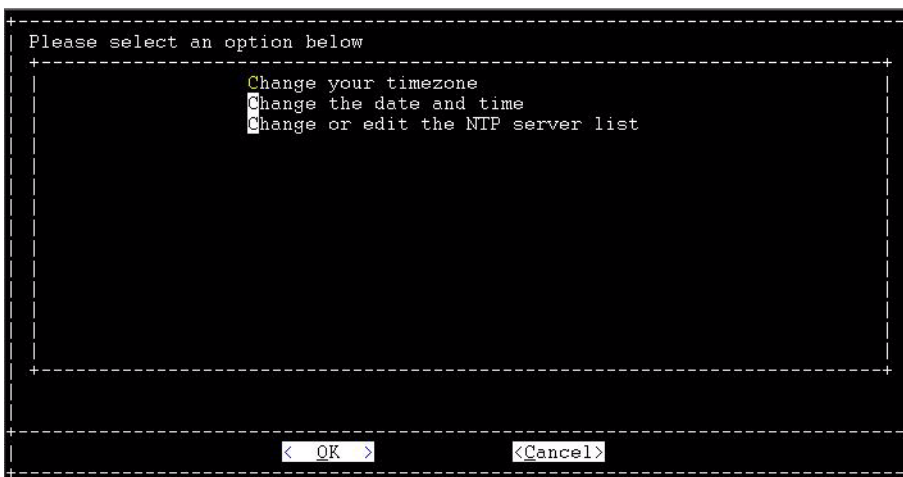 Please select an option below
Change your timezone
Change the date and time
Change or edit the NTP server list
< OK > <Cancel>